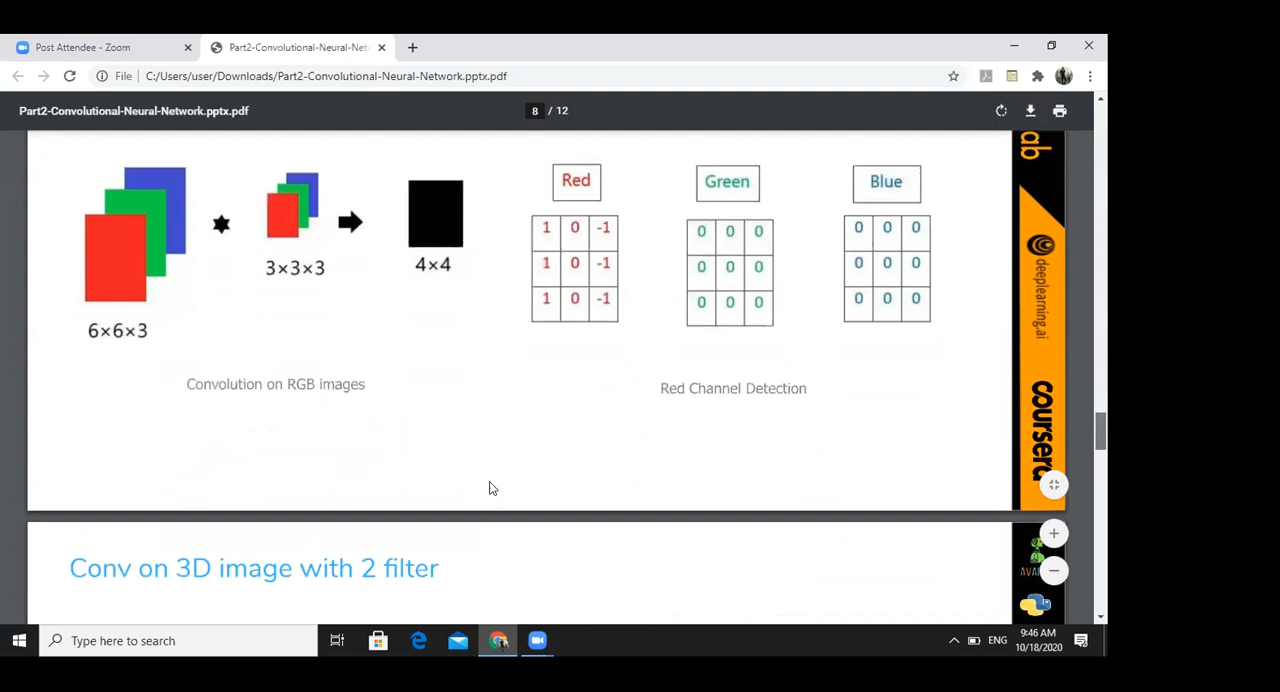 Post Attendee - Zoom
Part2-Convolutional-Neural-Net
File
C:/Users/user/Downloads/Part2-Convolutional-Neural-Network.pptx.pdf
Part2-Convolutional-Neural-Network.pptx.pdf
8 / 12
6×6×3
3×3×3
4×4
Convolution on RGB images
Red
1 0 -1
1 0 -1
1 0 -1
Green
0 0 0
0 0 0
0 0 0
Blue
0 0 0
0 0 0
0 0 0
Red Channel Detection
ab
deeplearning.ai
coursera
Conv on 3D image with 2 filter
Type here to search
ENG
9:46 AM
10/18/2020